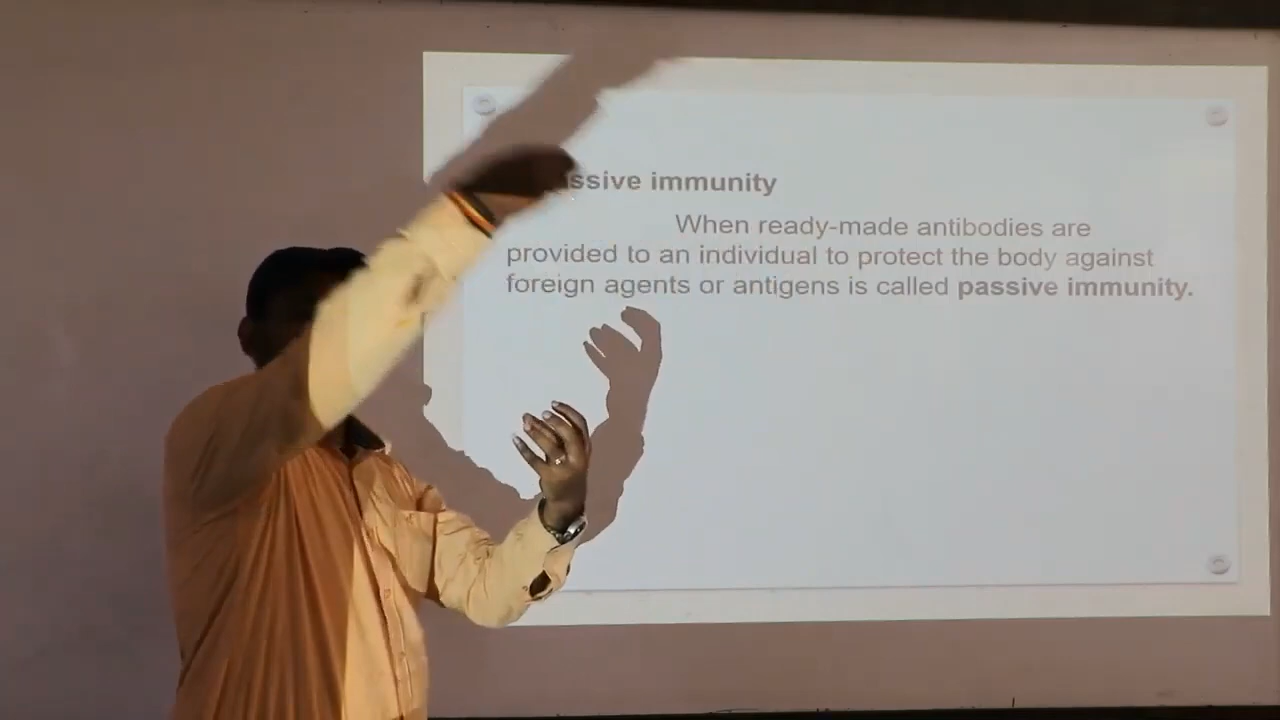 ssive immunity
When ready-made antibodies are
provided to an individual to protect the body against
foreign agents or antigens is called passive immunity.